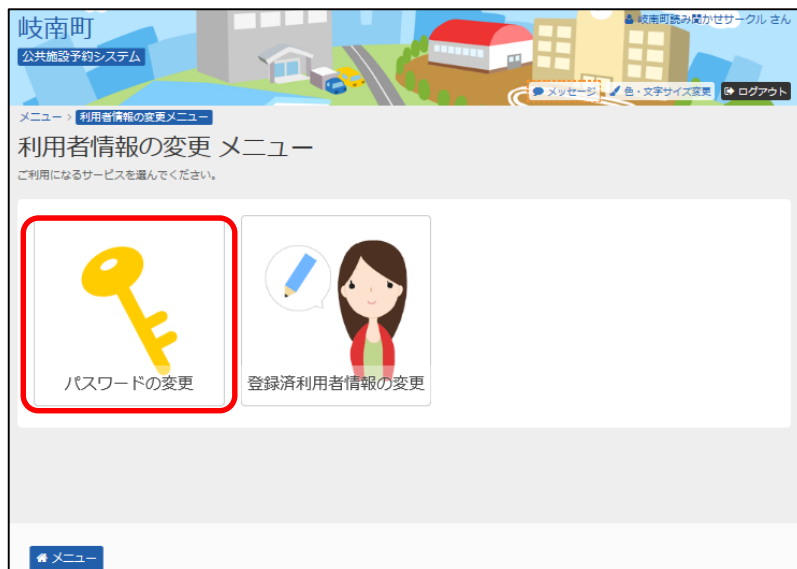 岐南町
岐南町読み聞かせサークル さん
公共施設予約システム
メッセージ
色・文字サイズ変更
ログアウト
メニュー › 利用者情報の変更メニュー
利用者情報の変更 メニュー
ご利用になるサービスを選んでください。
パスワードの変更
登録済利用者情報の変更
メニュー